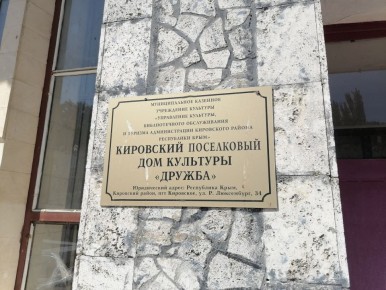 МУНИЦИПАЛЬНОЕ КАЗЕННОЕ
УЧРЕЖДЕНИЕ КУЛЬТУРЫ
«УПРАВЛЕНИЕ КУЛЬТУРЫ,
БИБЛИОТЕЧНОГО ОБСЛУЖИВАНИЯ
И ТУРИЗМА АДМИНИСТРАЦИИ КИРОВСКОГО РАЙОНА
РЕСПУБЛИКИ КРЫМ»
КИРОВСКИЙ ПОСЕЛКОВЫЙ
ДОМ КУЛЬТУРЫ
«ДРУЖБА»
Юридический адрес: Республика Крым,
Кировский район, пгт Кировское, ул. Р. Люксембург, 34